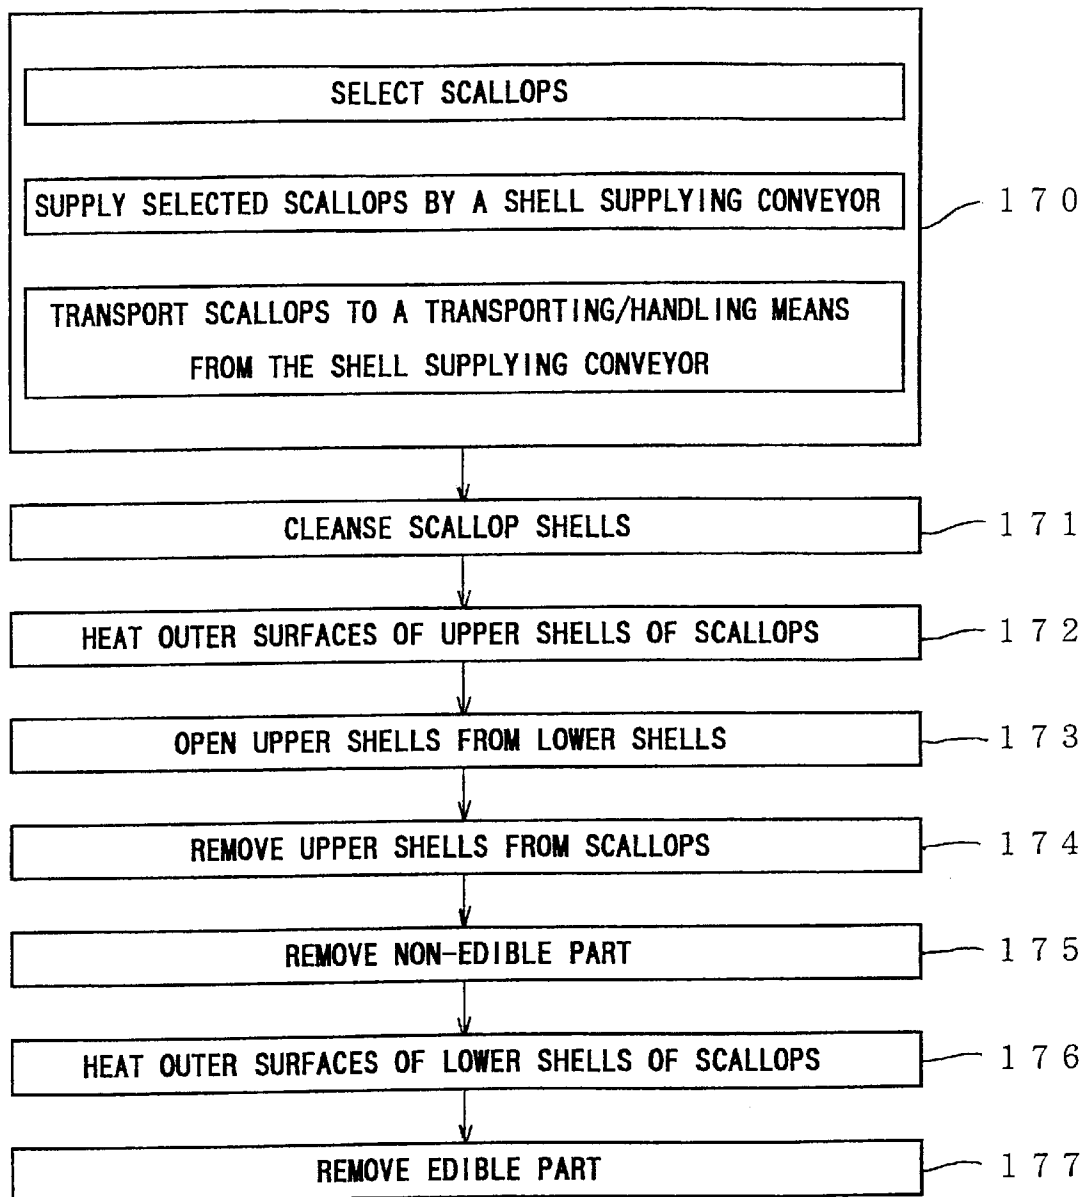 SELECT SCALLOPS
SUPPLY SELECTED SCALLOPS BY A SHELL SUPPLYING CONVEYOR
170
TRANSPORT SCALLOPS TO A TRANSPORTING/HANDLING MEANS
FROM THE SHELL SUPPLYING CONVEYOR
CLEANSE SCALLOP SHELLS
171
HEAT OUTER SURFACES OF UPPER SHELLS OF SCALLOPS
172
OPEN UPPER SHELLS FROM LOWER SHELLS
173
REMOVE UPPER SHELLS FROM SCALLOPS
174
REMOVE NON-EDIBLE PART
175
HEAT OUTER SURFACES OF LOWER SHELLS OF SCALLOPS
176
REMOVE EDIBLE PART
177